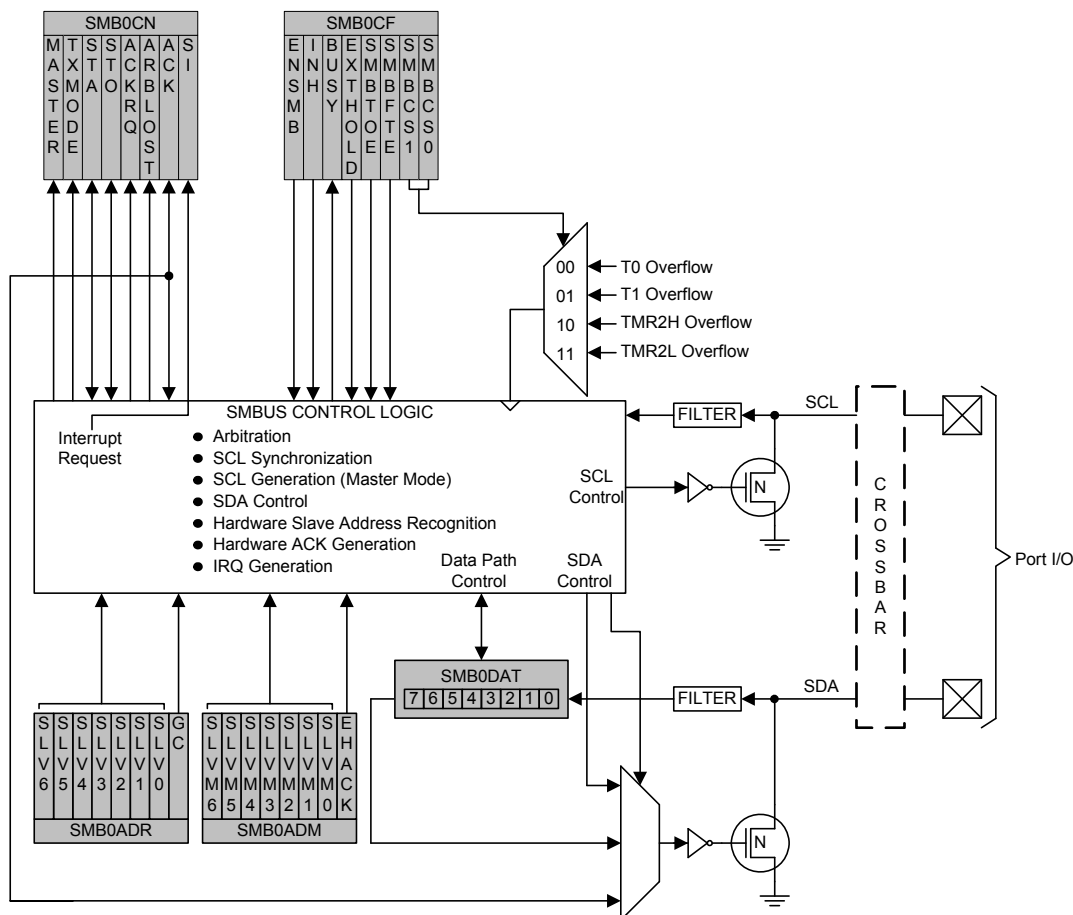 SMB0CN
MASTER
TXMODE
STA
STO
ACKRQ
ARBLOST
ACK
SI
SMB0CF
ENSMB
INH
BUSY
EXTHOLD
SMBTOE
SMBFTE
SMBCS1
SMBCS0
00
01
10
11
T0 Overflow
T1 Overflow
TMR2H Overflow
TMR2L Overflow
SMBUS CONTROL LOGIC
Interrupt
Request
● Arbitration
● SCL Synchronization
● SCL Generation (Master Mode)
● SDA Control
● Hardware Slave Address Recognition
● Hardware ACK Generation
● IRQ Generation
Data Path
Control
SDA
Control
SCL
Control
FILTER
SCL
N
CROSSBAR
Port I/O
SMB0DAT
7 6 5 4 3 2 1 0
FILTER
SDA
N
SLV6
SLV5
SLV4
SLV3
SLV2
SLV1
SLV0
GC
SMB0ADR
SLVM6
SLVM5
SLVM4
SLVM3
SLVM2
SLVM1
SLVM0
EHACK
SMB0ADM